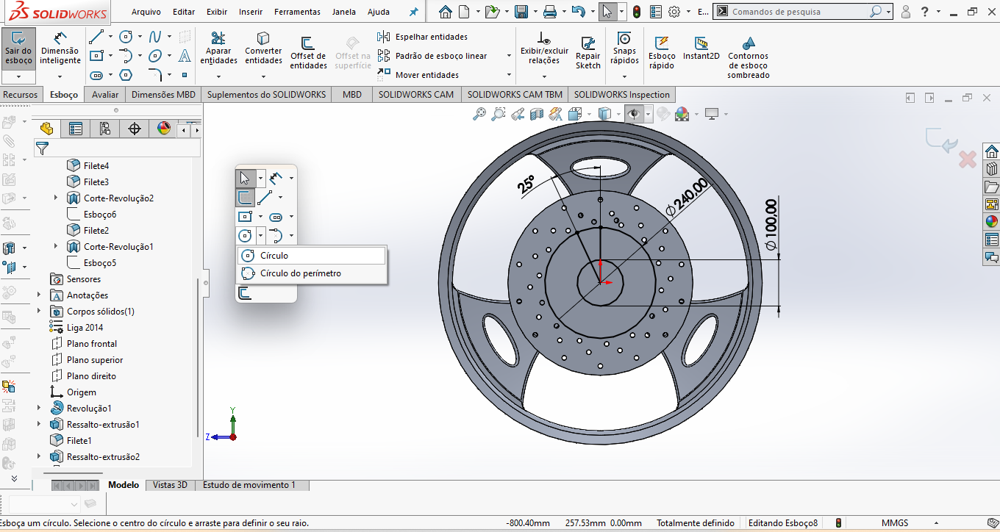 SOLIDWORKS
Arquivo Editar Exibir Inserir Ferramentas Janela Ajuda
E...
Comandos de pesquisa
?
Sair do esboço
Dimensão inteligente
Aparar entidades
Converter entidades
Offset de entidades
Offset na superfície
Espelhar entidades
Padrão de esboço linear
Mover entidades
Exibir/excluir relações
Repair Sketch
Snaps rápidos
Esboço rápido
Instant2D
Contornos de esboço sombreado
Recursos Esboço Avaliar Dimensões MBD Suplementos do SOLIDWORKS MBD SOLIDWORKS CAM SOLIDWORKS CAM TBM SOLIDWORKS Inspection
Filete4
Filete3
Corte-Revolução2
Esboço6
Filete2
Corte-Revolução1
Esboço5
Sensores
Anotações
Corpos sólidos(1)
Liga 2014
Plano frontal
Plano superior
Plano direito
Origem
Revolução1
Ressalto-extrusão1
Filete1
Ressalto-extrusão2
Círculo
Círculo do perímetro
25°
∅240,00
∅100,00
Y
Z
Modelo Vistas 3D Estudo de movimento 1
Esboça um círculo. Selecione o centro do círculo e arraste para definir o seu raio.
-800.40mm 257.53mm 0.00mm Totalmente definido Editando Esboço8 MMGS